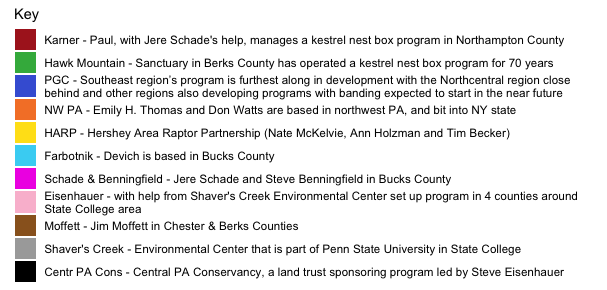 Key
Karner - Paul, with Jere Schade's help, manages a kestrel nest box program in Northampton County
Hawk Mountain - Sanctuary in Berks County has operated a kestrel nest box program for 70 years
PGC - Southeast region's program is furthest along in development with the Northcentral region close
behind and other regions also developing programs with banding expected to start in the near future
NW PA - Emily H. Thomas and Don Watts are based in northwest PA, and bit into NY state
HARP - Hershey Area Raptor Partnership (Nate McKelvie, Ann Holzman and Tim Becker)
Farbotnik - Devich is based in Bucks County
Schade & Benningfield - Jere Schade and Steve Benningfield in Bucks County
Eisenhauer - with help from Shaver's Creek Environmental Center set up program in 4 counties around
State College area
Moffett - Jim Moffett in Chester & Berks Counties
Shaver's Creek - Environmental Center that is part of Penn State University in State College
Centr PA Cons - Central PA Conservancy, a land trust sponsoring program led by Steve Eisenhauer